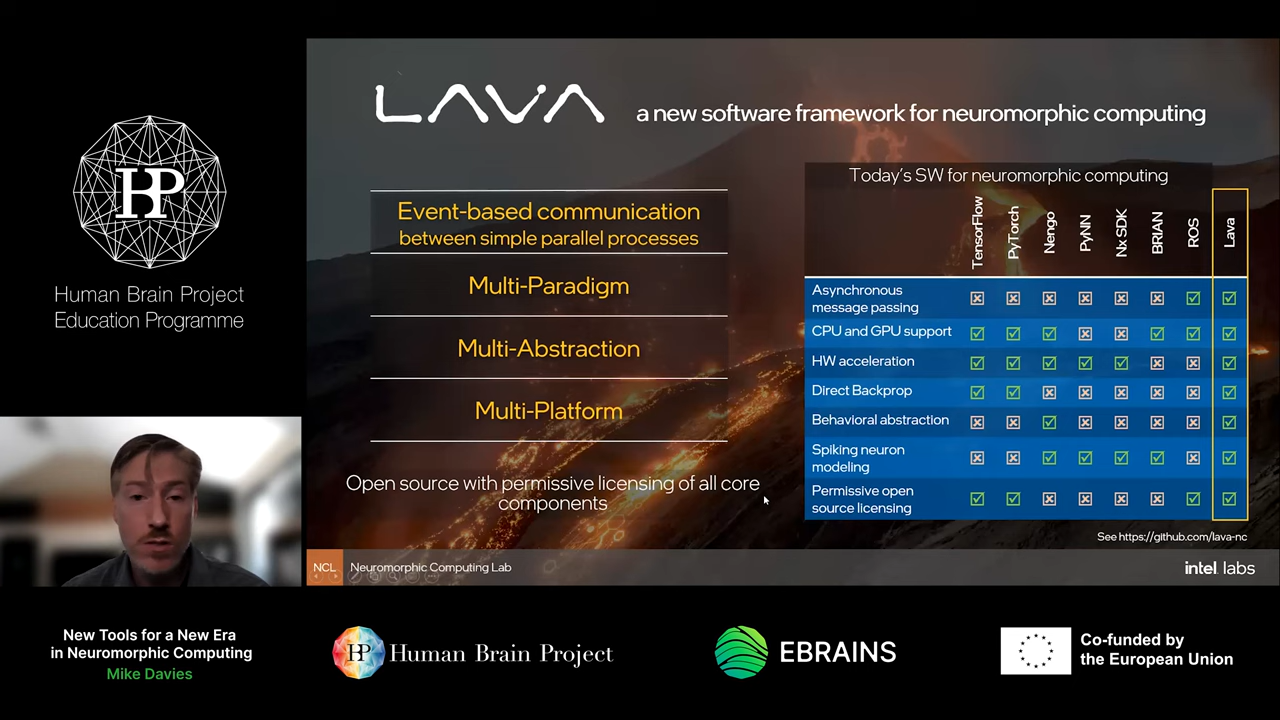 HP
Human Brain Project
Education Programme
LAVA
a new software framework for neuromorphic computing
Event-based communication
between simple parallel processes
Multi-Paradigm
Multi-Abstraction
Multi-Platform
Open source with permissive licensing of all core
components
Today's SW for neuromorphic computing
TensorFlow
PyTorch
Nengo
PyNN
Nx SDK
BRIAN
ROS
Lava
Asynchronous
message passing
CPU and GPU support
HW acceleration
Direct Backprop
Behavioral abstraction
Spiking neuron
modeling
Permissive open
source licensing
See https://github.com/lava-nc
NCL
Neuromorphic Computing Lab
intel labs
New Tools for a New Era
in Neuromorphic Computing
Mike Davies
HP
Human Brain Project
EBRAINS
Co-funded by
the European Union